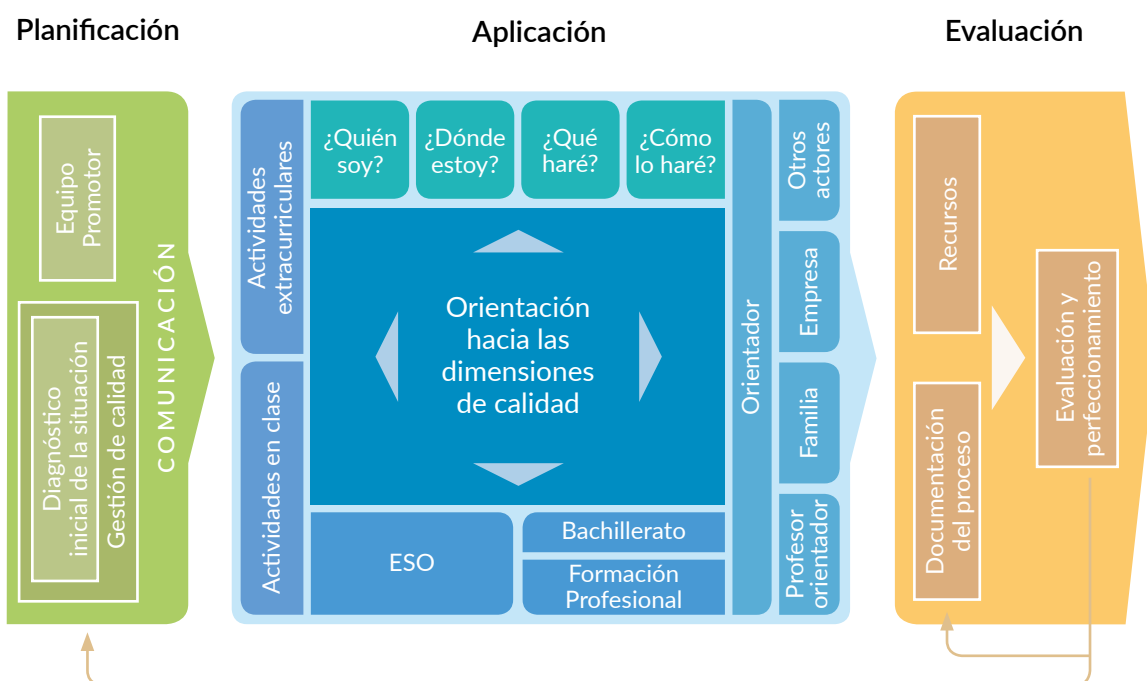 Planificación
Aplicación
Evaluación
Equipo
Promotor
Diagnóstico
inicial de la situación
Gestión de calidad
COMUNICACIÓN
Actividades
extracurriculares
Actividades en clase
¿Quién
soy?
¿Dónde
estoy?
¿Qué
haré?
¿Cómo
lo haré?
Orientación
hacia las
dimensiones
de calidad
ESO
Bachillerato
Formación
Profesional
Orientador
Otros
actores
Empresa
Familia
Profesor
orientador
Recursos
Documentación
del proceso
Evaluación y
perfeccionamiento